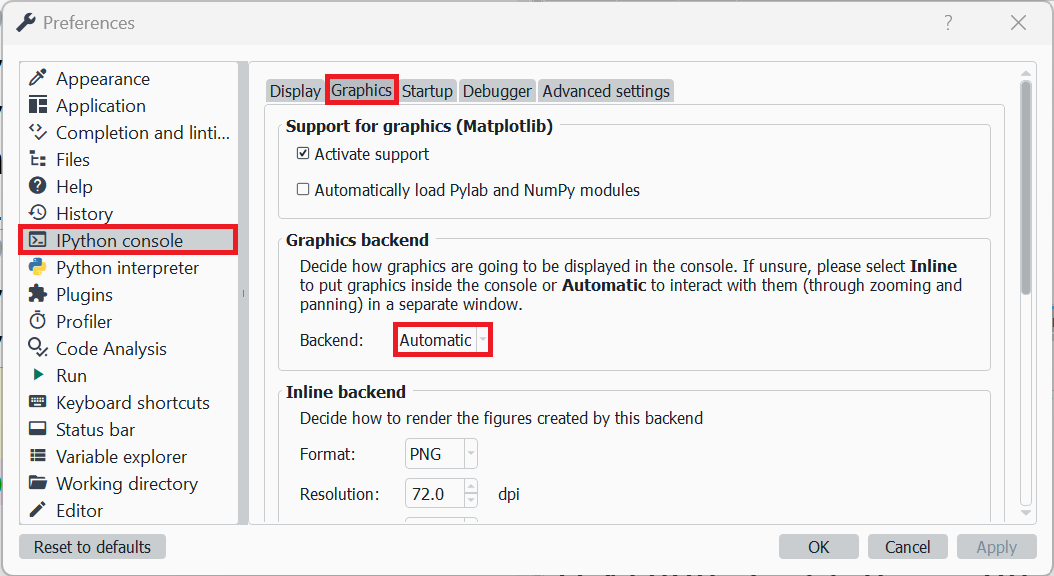 Preferences
?
Appearance
Application
Completion and linti...
Files
Help
History
IPython console
Python interpreter
Plugins
Profiler
Code Analysis
Run
Keyboard shortcuts
Status bar
Variable explorer
Working directory
Editor
Display Graphics Startup Debugger Advanced settings
Support for graphics (Matplotlib)
Activate support
Automatically load Pylab and NumPy modules
Graphics backend
Decide how graphics are going to be displayed in the console. If unsure, please select Inline
to put graphics inside the console or Automatic to interact with them (through zooming and
panning) in a separate window.
Backend: Automatic
Inline backend
Decide how to render the figures created by this backend
Format: PNG
Resolution: 72.0 dpi
Reset to defaults
OK Cancel Apply